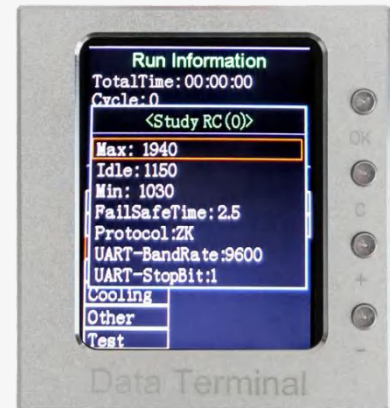 Run Information
TotalTime:00:00:00
Cycle:0
<Study RC(0)>
Max: 1940
Idle:1150
Min: 1030
FailSafeTime:2.5
Protocol:ZK
UART-BandRate:9600
UART-StopBit:1
Cooling
Other
Test
OK
C
+
-
Data Terminal